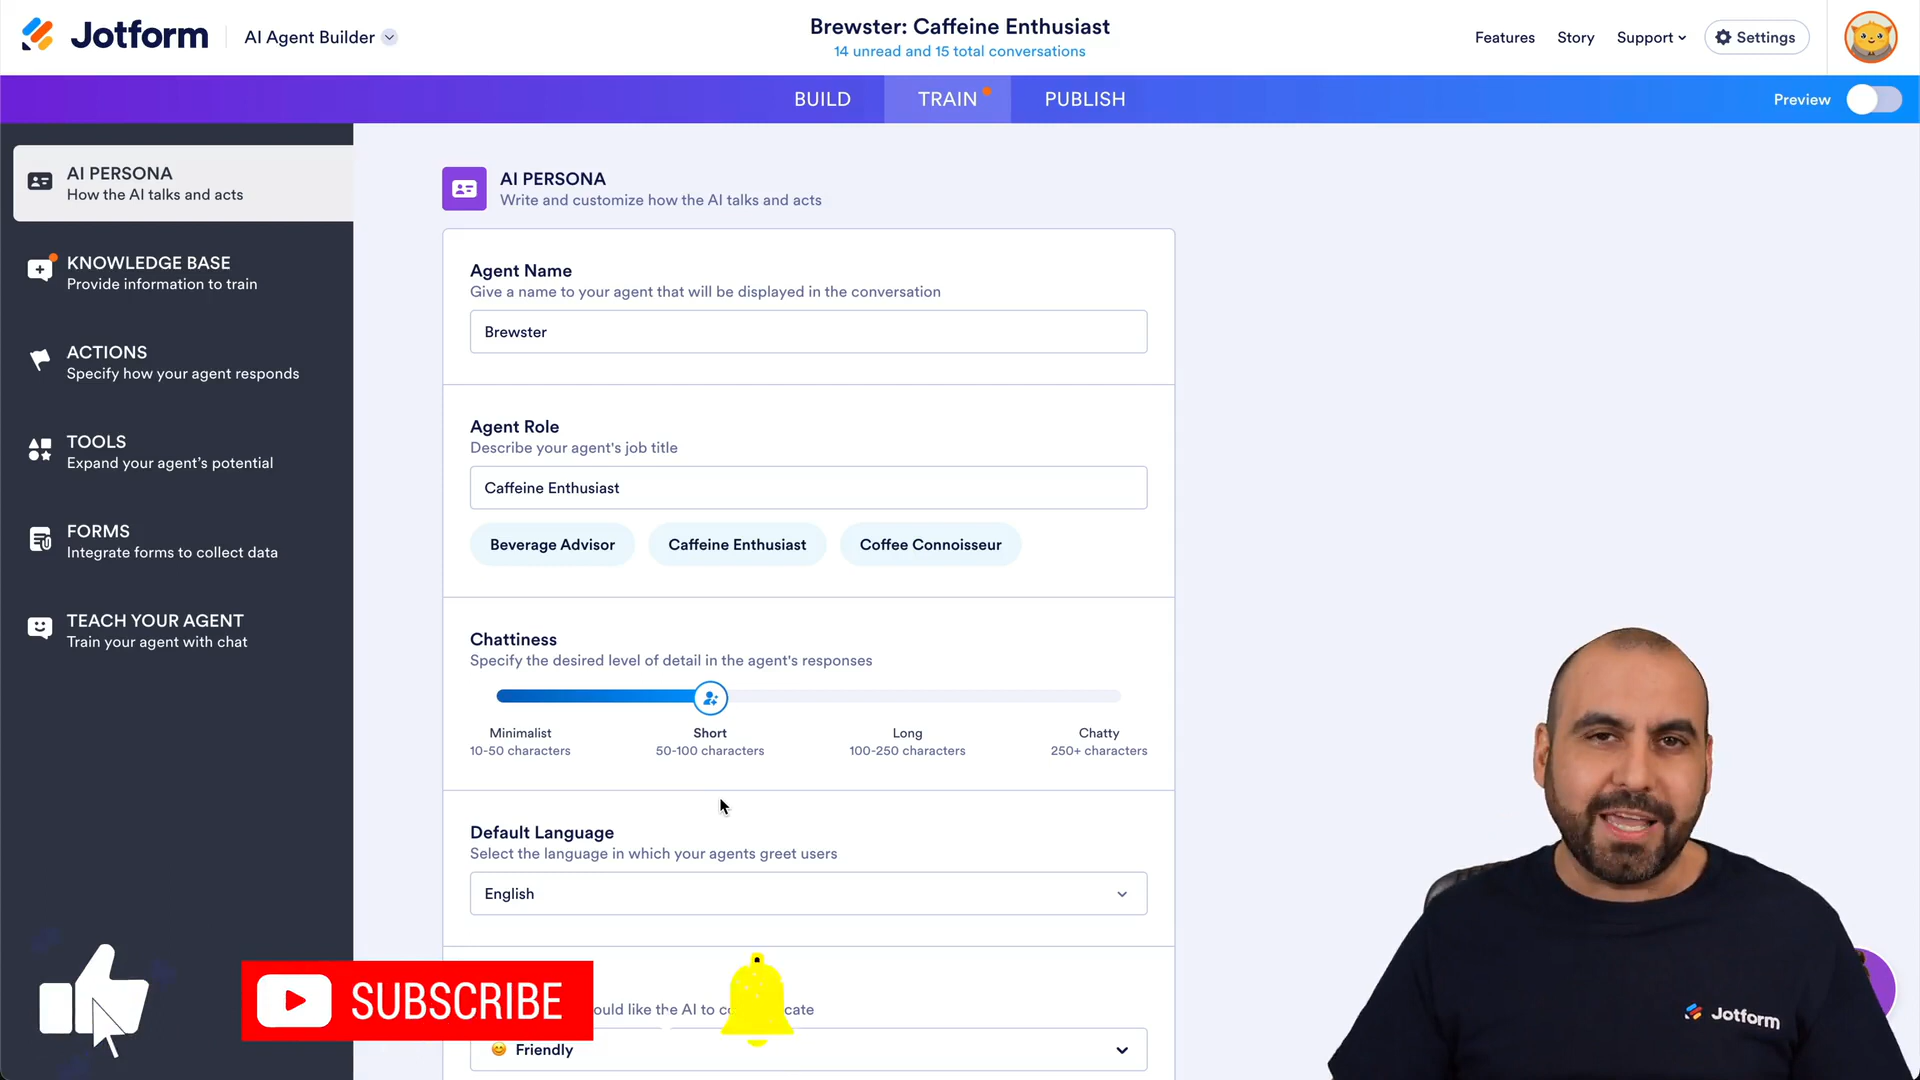 Jotform
AI Agent Builder
Brewster: Caffeine Enthusiast
14 unread and 15 total conversations
Features
Story
Support
Settings
BUILD
TRAIN
PUBLISH
Preview
AI PERSONA
How the AI talks and acts
KNOWLEDGE BASE
Provide information to train
ACTIONS
Specify how your agent responds
TOOLS
Expand your agent's potential
FORMS
Integrate forms to collect data
TEACH YOUR AGENT
Train your agent with chat
AI PERSONA
Write and customize how the AI talks and acts
Agent Name
Give a name to your agent that will be displayed in the conversation
Brewster
Agent Role
Describe your agent's job title
Caffeine Enthusiast
Beverage Advisor
Caffeine Enthusiast
Coffee Connoisseur
Chattiness
Specify the desired level of detail in the agent's responses
Minimalist
10-50 characters
Short
50-100 characters
Long
100-250 characters
Chatty
250+ characters
Default Language
Select the language in which your agents greet users
English
like the AI to
Friendly
SUBSCRIBE
Jotform